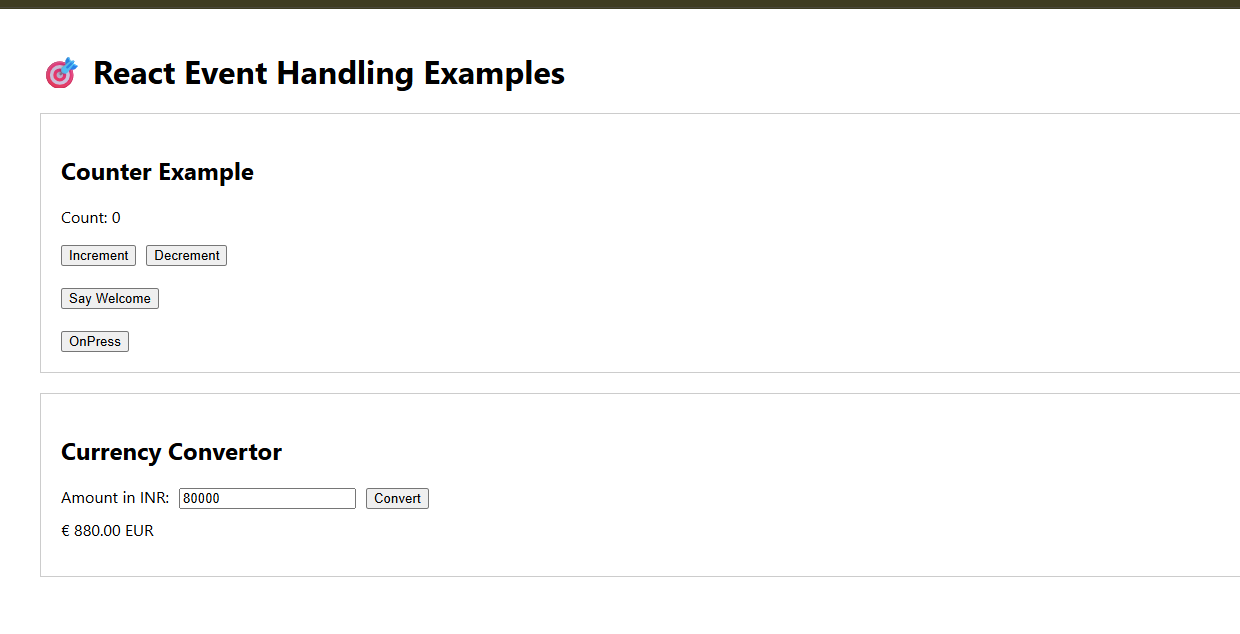 🎯 React Event Handling Examples
Counter Example
Count: 0
Increment Decrement
Say Welcome
OnPress
Currency Convertor
Amount in INR: 80000 Convert
€ 880.00 EUR